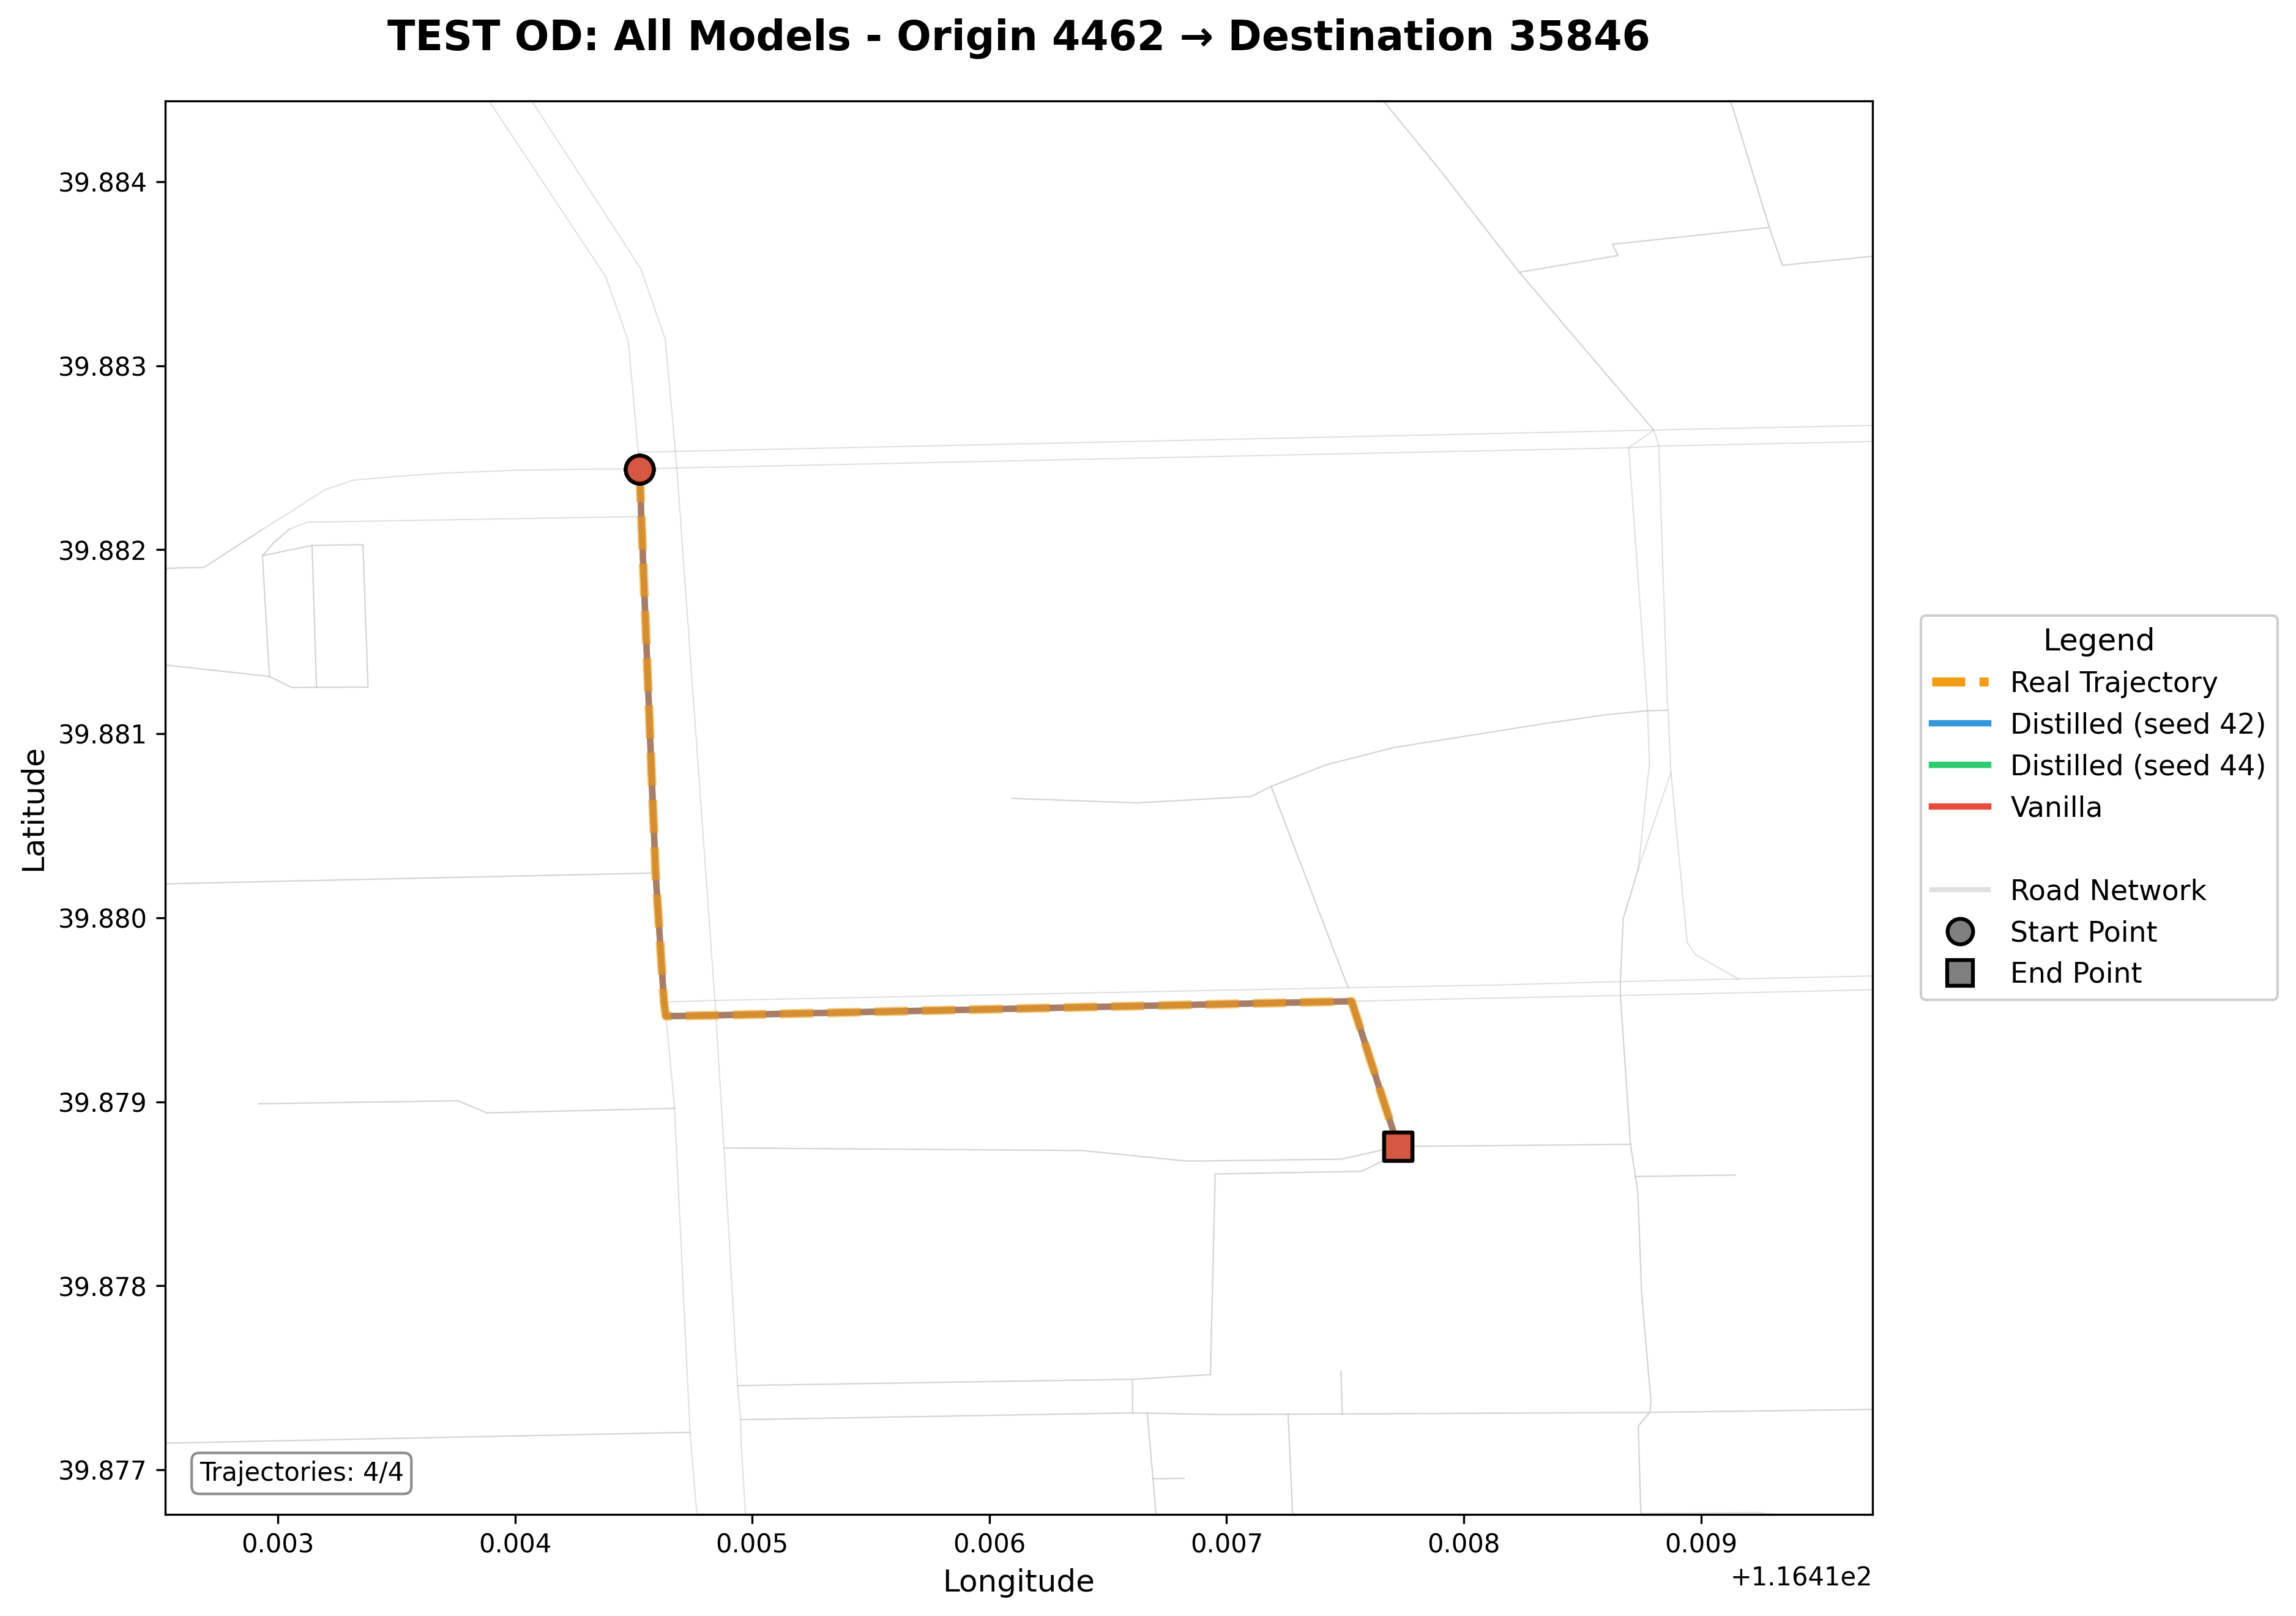 TEST OD: All Models - Origin 4462 → Destination 35846
39.884
39.883
39.882
39.881
39.880
39.879
39.878
39.877
Latitude
Trajectories: 4/4
0.003
0.004
0.005
0.006
0.007
0.008
0.009
+1.1641e2
Longitude
Legend
Real Trajectory
Distilled (seed 42)
Distilled (seed 44)
Vanilla
Road Network
Start Point
End Point